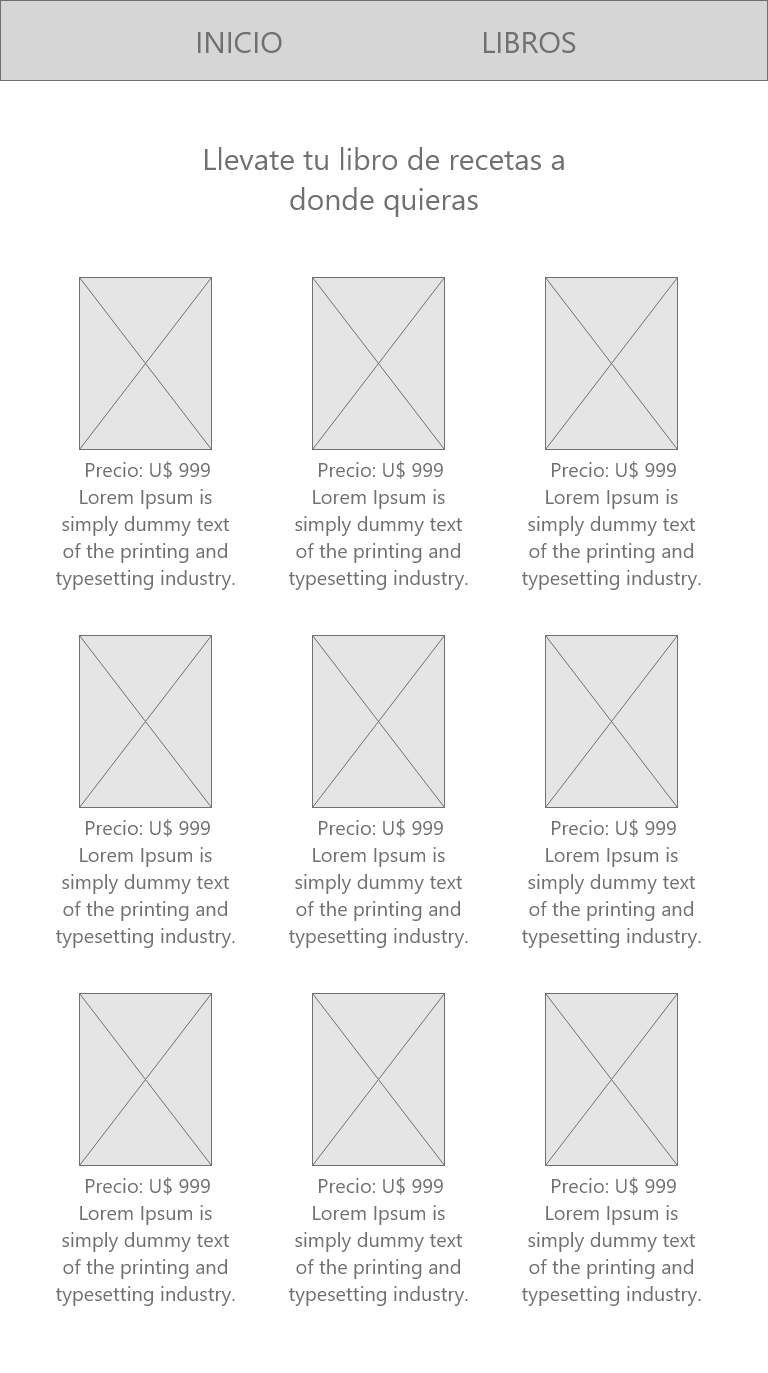 INICIO LIBROS
Llevate tu libro de recetas a
donde quieras
Precio: U$ 999
Lorem Ipsum is
simply dummy text
of the printing and
typesetting industry.
Precio: U$ 999
Lorem Ipsum is
simply dummy text
of the printing and
typesetting industry.
Precio: U$ 999
Lorem Ipsum is
simply dummy text
of the printing and
typesetting industry.
Precio: U$ 999
Lorem Ipsum is
simply dummy text
of the printing and
typesetting industry.
Precio: U$ 999
Lorem Ipsum is
simply dummy text
of the printing and
typesetting industry.
Precio: U$ 999
Lorem Ipsum is
simply dummy text
of the printing and
typesetting industry.
Precio: U$ 999
Lorem Ipsum is
simply dummy text
of the printing and
typesetting industry.
Precio: U$ 999
Lorem Ipsum is
simply dummy text
of the printing and
typesetting industry.
Precio: U$ 999
Lorem Ipsum is
simply dummy text
of the printing and
typesetting industry.